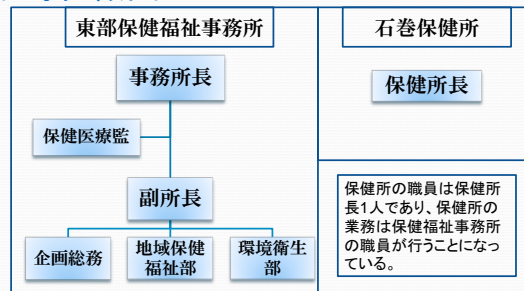 東部保健福祉事務所
石巻保健所
事務所長
保健所長
保健医療監
副所長
企画総務
地域保健
福祉部
環境衛生
部
保健所の職員は保健所
長1人であり、保健所の
業務は保健福祉事務所
の職員が行うことになっ
ている。